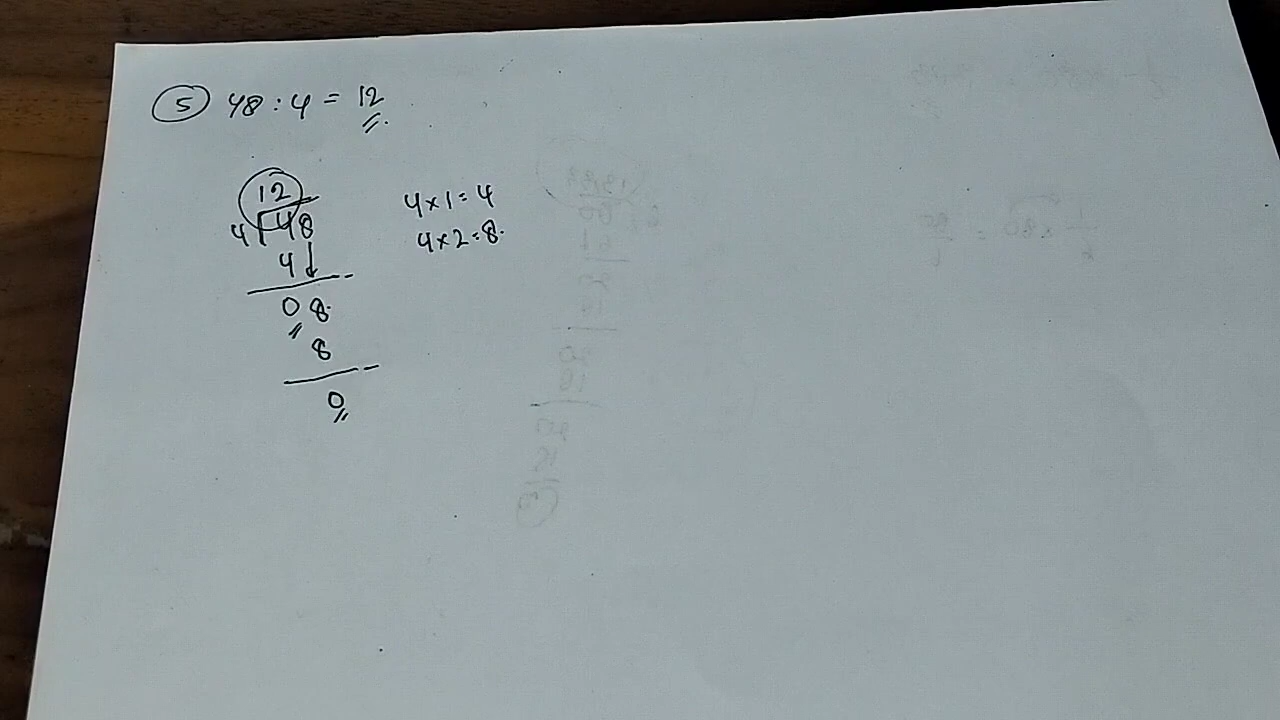 5 48 : 4 = 12
12
4 48
4
08
8
0
4 x 1 = 4
4 x 2 = 8.